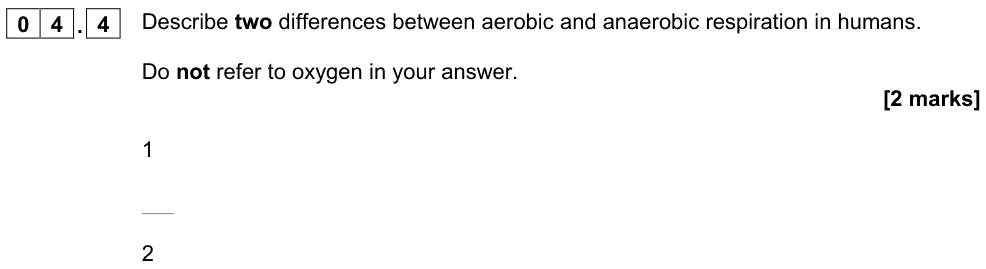 0 4 . 4 Describe two differences between aerobic and anaerobic respiration in humans.
Do not refer to oxygen in your answer.
[2 marks]
1
2